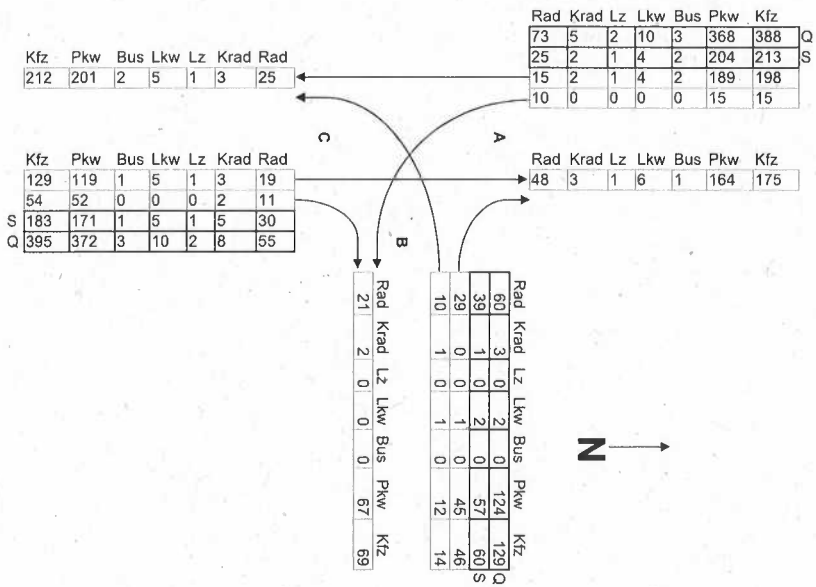 Rad Krad Lz Lkw Bus Pkw Kfz
73 5 2 10 3 368 388 Q
25 2 1 4 2 204 213 S
15 2 1 4 2 189 198
10 0 0 0 0 15 15
Kfz Pkw Bus Lkw Lz Krad Rad
212 201 2 5 1 3 25
A
C
Kfz Pkw Bus Lkw Lz Krad Rad
129 119 1 5 1 3 19
54 52 0 0 0 2 11
S 183 171 1 5 1 5 30
Q 395 372 3 10 2 8 55
Rad Krad Lz Lkw Bus Pkw Kfz
48 3 1 6 1 164 175
B
Rad Krad Lz Lkw Bus Pkw Kfz
21 2 0 0 0 67 69
Rad Krad Lz Lkw Bus Pkw Kfz
60 3 0 2 0 124 129 Q
39 1 0 2 0 57 60 S
29 0 0 1 0 45 46
10 1 0 1 0 12 14
N